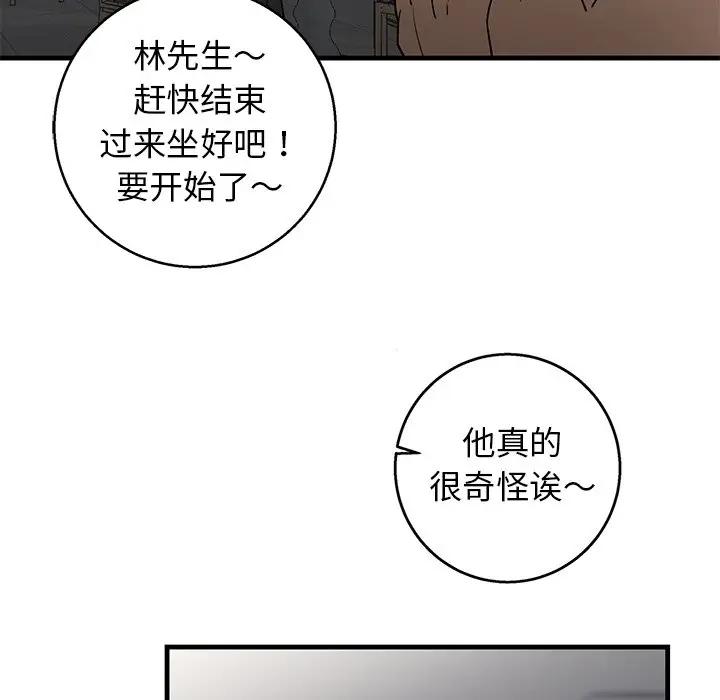 林先生～
赶快结束
过来坐好吧！
要开始了～
他真的
很奇怪诶～